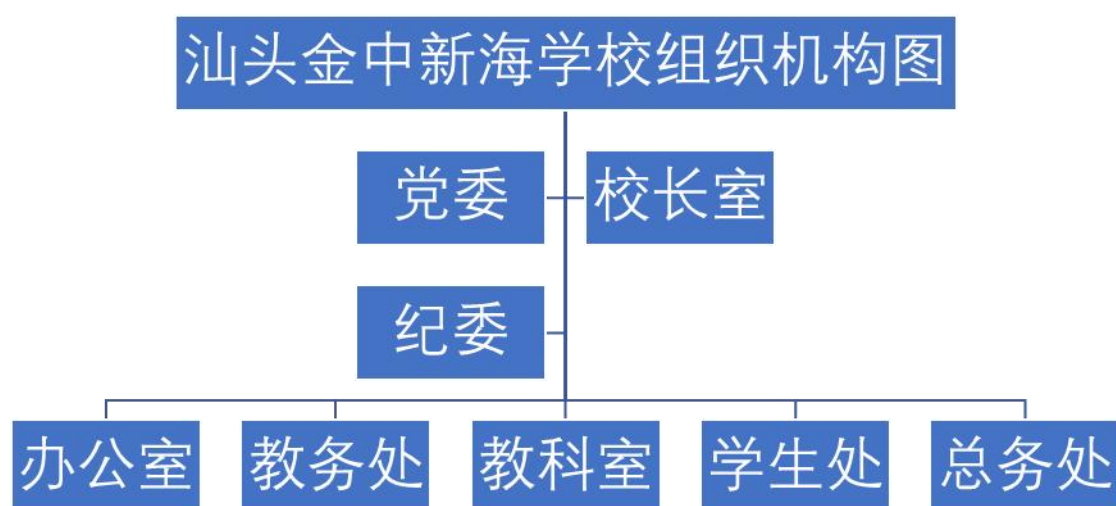 汕头金中新海学校组织机构图
党委
校长室
纪委
办公室
教务处
教科室
学生处
总务处